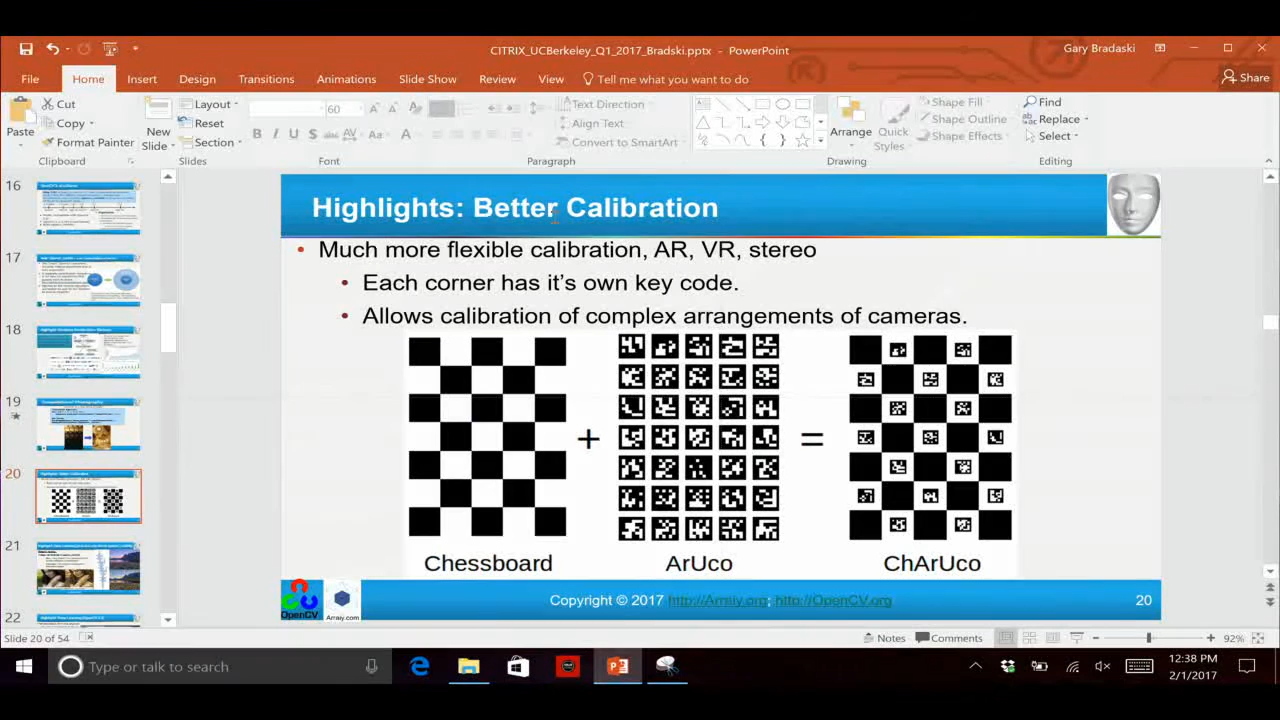 CITRIX_UCBerkeley_Q1_2017_Bradski.pptx - PowerPoint
Gary Bradaski
File
Home
Insert
Design
Transitions
Animations
Slide Show
Review
View
Tell me what you want to do
Share
Paste
Cut
Copy
Format Painter
Clipboard
New
Slide
Layout
Reset
Section
Slides
60
B I U S abc AV Aa A
Font
Text Direction
Align Text
Convert to SmartArt
Paragraph
Arrange
Quick
Styles
Shape Fill
Shape Outline
Shape Effects
Drawing
Find
Replace
Select
Editing
16
17
18
19
20
21
22
Highlights: Better Calibration
• Much more flexible calibration, AR, VR, stereo
• Each corner has it's own key code.
• Allows calibration of complex arrangements of cameras.
+ =
Chessboard
ArUco
ChArUco
OpenCV
Arraiy.com
Copyright © 2017 http://Arraiy.org; http://OpenCV.org
20
Slide 20 of 54
Notes
Comments
92%
Type or talk to search
12:38 PM
2/1/2017